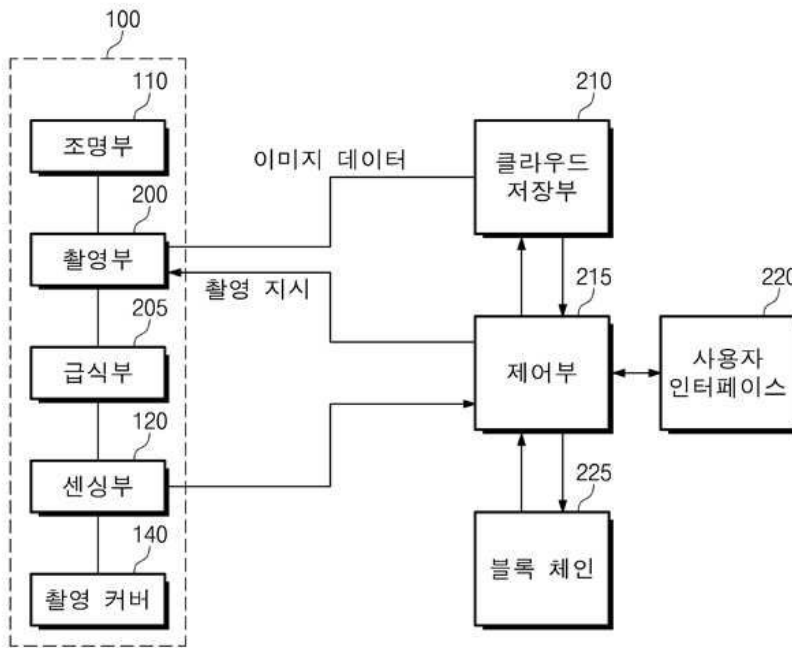 100
110
조명부
200
촬영부
205
급식부
120
센싱부
140
촬영 커버
이미지 데이터
촬영 지시
210
클라우드
저장부
215
제어부
220
사용자
인터페이스
225
블록 체인